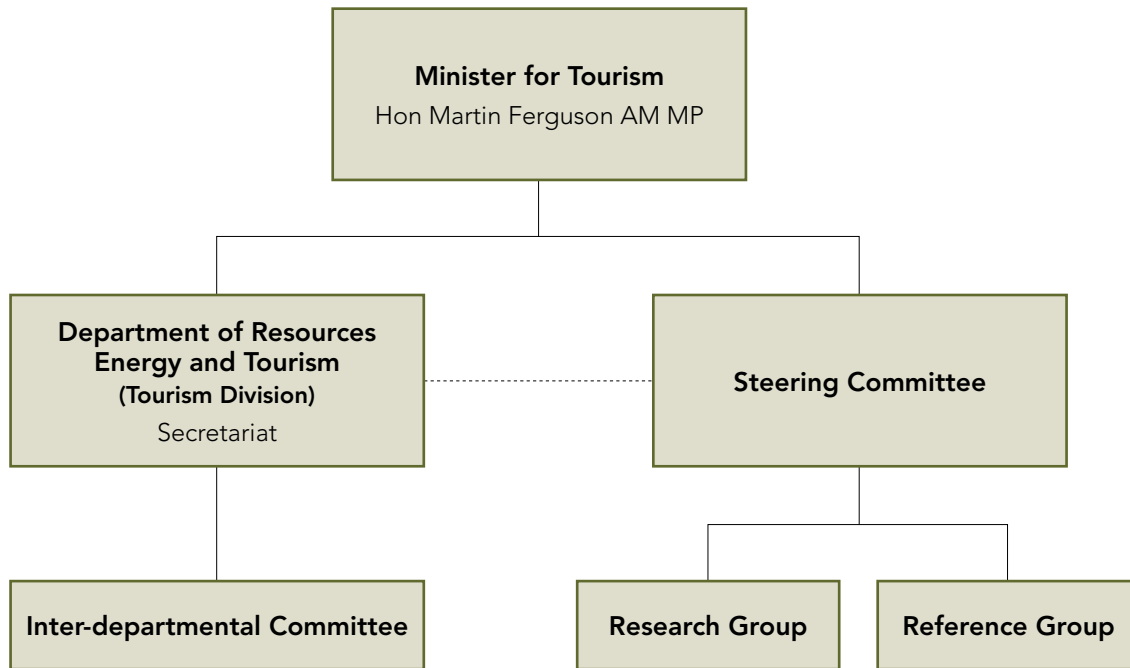 Minister for Tourism
Hon Martin Ferguson AM MP
Department of Resources
Energy and Tourism
(Tourism Division)
Secretariat
Steering Committee
Inter-departmental Committee
Research Group
Reference Group